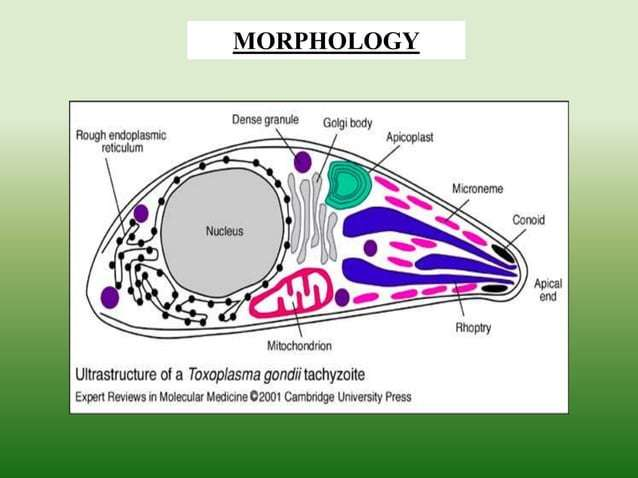 MORPHOLOGY
Dense granule
Golgi body
Rough endoplasmic
reticulum
Apicoplast
Microneme
Nucleus
Conoid
Apical
end
Rhoptry
Mitochondrion
Ultrastructure of a Toxoplasma gondii tachyzoite
Expert Reviews in Molecular Medicine ©2001 Cambridge University Press